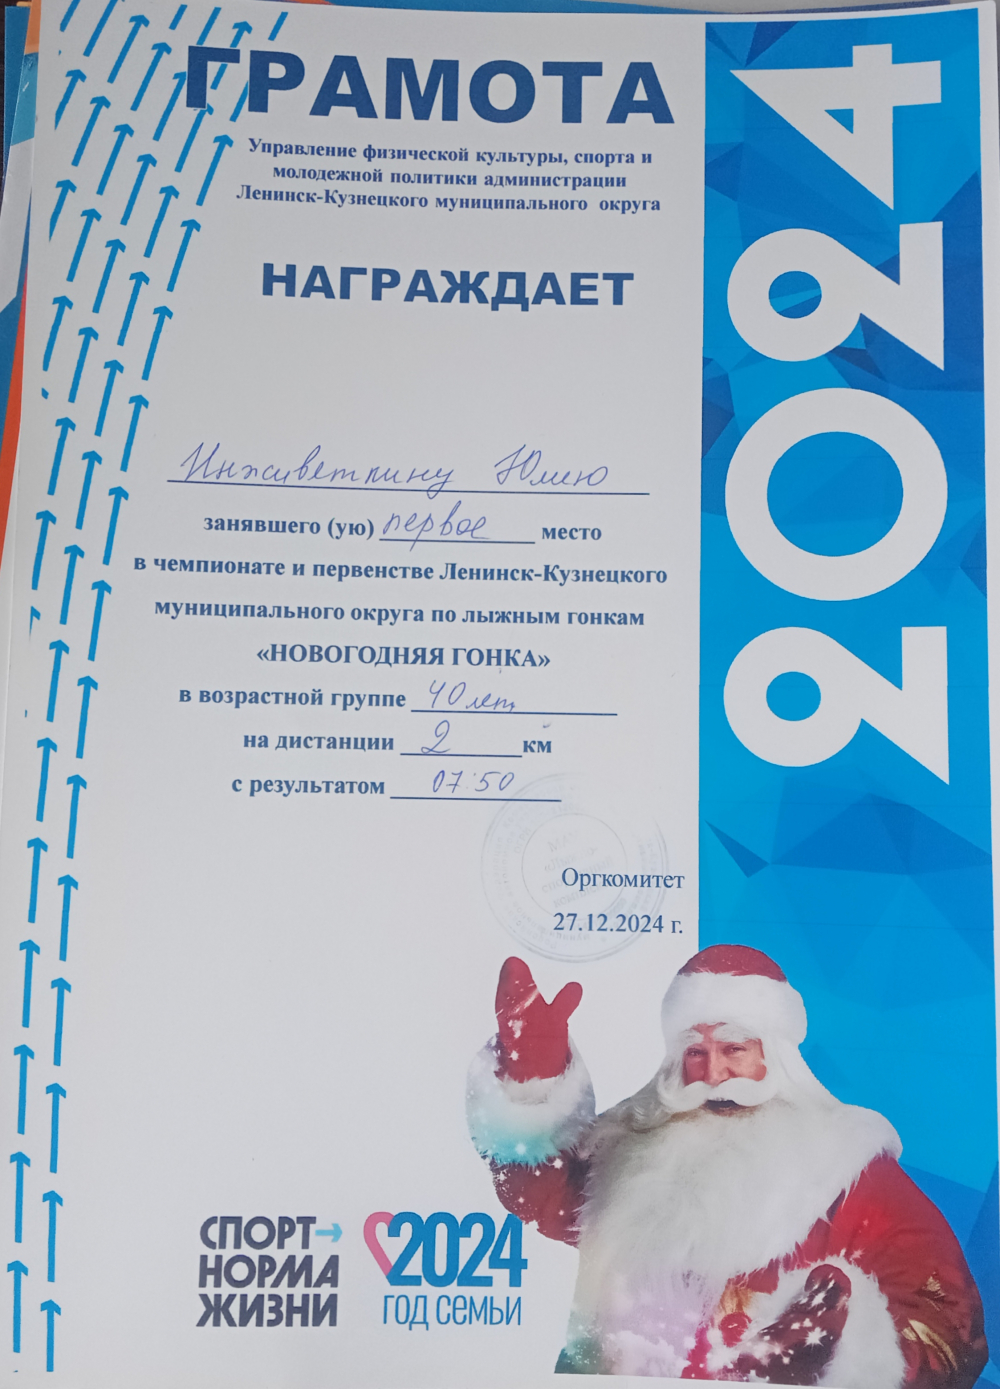 ГРАМОТА
Управление физической культуры, спорта и
молодежной политики администрации
Ленинск-Кузнецкого муниципального округа
НАГРАЖДАЕТ
Юлию
занявшего (ую) первое место
в чемпионате и первенстве Ленинск-Кузнецкого
муниципального округа по лыжным гонкам
«НОВОГОДНЯЯ ГОНКА»
в возрастной группе 40 лет
на дистанции 2 км
с результатом 07:50
Оргкомитет
27.12.2024 г.
2024
СПОРТ
НОРМА
ЖИЗНИ
2024
ГОД СЕМЬИ